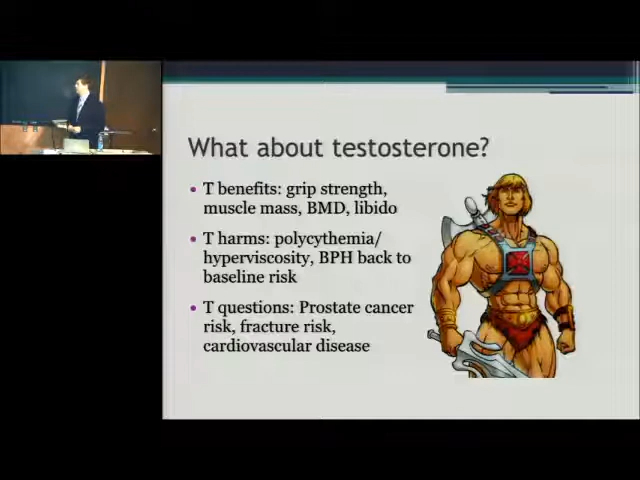 What about testosterone?
• T benefits: grip strength,
muscle mass, BMD, libido
• T harms: polycythemia/
hyperviscosity, BPH back to
baseline risk
• T questions: Prostate cancer
risk, fracture risk,
cardiovascular disease